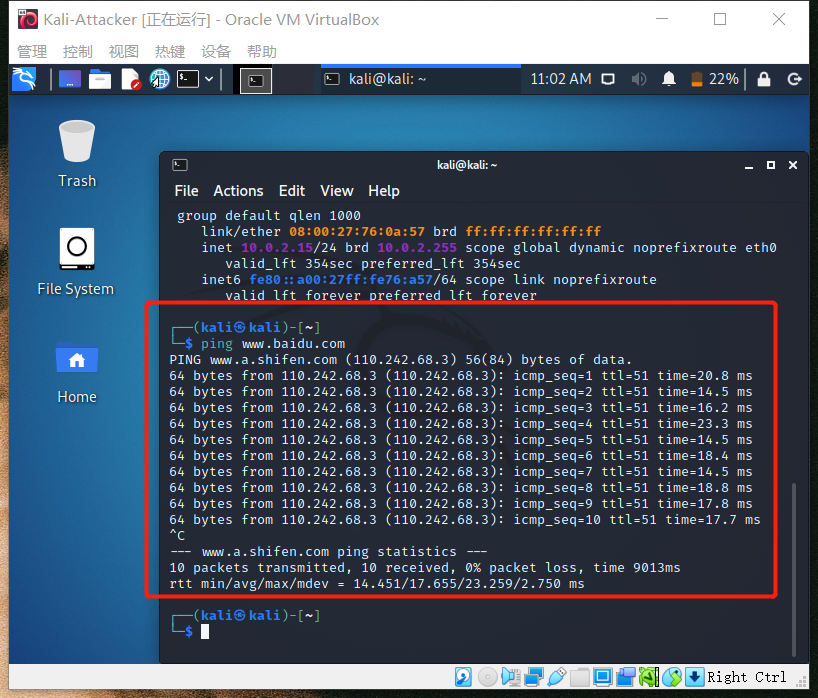 Kali-Attacker [正在运行] - Oracle VM VirtualBox
管理 控制 视图 热键 设备 帮助
kali@kali: ~ 11:02 AM 22%
Trash
File System
Home
kali@kali: ~
File Actions Edit View Help
group default qlen 1000
link/ether 08:00:27:76:0a:57 brd ff:ff:ff:ff:ff:ff
inet 10.0.2.15/24 brd 10.0.2.255 scope global dynamic noprefixroute eth0
valid_lft 354sec preferred_lft 354sec
inet6 fe80::a00:27ff:fe76:a57/64 scope link noprefixroute
valid_lft forever preferred_lft forever
┌──(kali㉿kali)-[~]
└─$ ping www.baidu.com
PING www.a.shifen.com (110.242.68.3) 56(84) bytes of data.
64 bytes from 110.242.68.3 (110.242.68.3): icmp_seq=1 ttl=51 time=20.8 ms
64 bytes from 110.242.68.3 (110.242.68.3): icmp_seq=2 ttl=51 time=14.5 ms
64 bytes from 110.242.68.3 (110.242.68.3): icmp_seq=3 ttl=51 time=16.2 ms
64 bytes from 110.242.68.3 (110.242.68.3): icmp_seq=4 ttl=51 time=23.3 ms
64 bytes from 110.242.68.3 (110.242.68.3): icmp_seq=5 ttl=51 time=14.5 ms
64 bytes from 110.242.68.3 (110.242.68.3): icmp_seq=6 ttl=51 time=18.4 ms
64 bytes from 110.242.68.3 (110.242.68.3): icmp_seq=7 ttl=51 time=14.5 ms
64 bytes from 110.242.68.3 (110.242.68.3): icmp_seq=8 ttl=51 time=18.8 ms
64 bytes from 110.242.68.3 (110.242.68.3): icmp_seq=9 ttl=51 time=17.8 ms
64 bytes from 110.242.68.3 (110.242.68.3): icmp_seq=10 ttl=51 time=17.7 ms
^C
--- www.a.shifen.com ping statistics ---
10 packets transmitted, 10 received, 0% packet loss, time 9013ms
rtt min/avg/max/mdev = 14.451/17.655/23.259/2.750 ms
┌──(kali㉿kali)-[~]
└─$
Right Ctrl